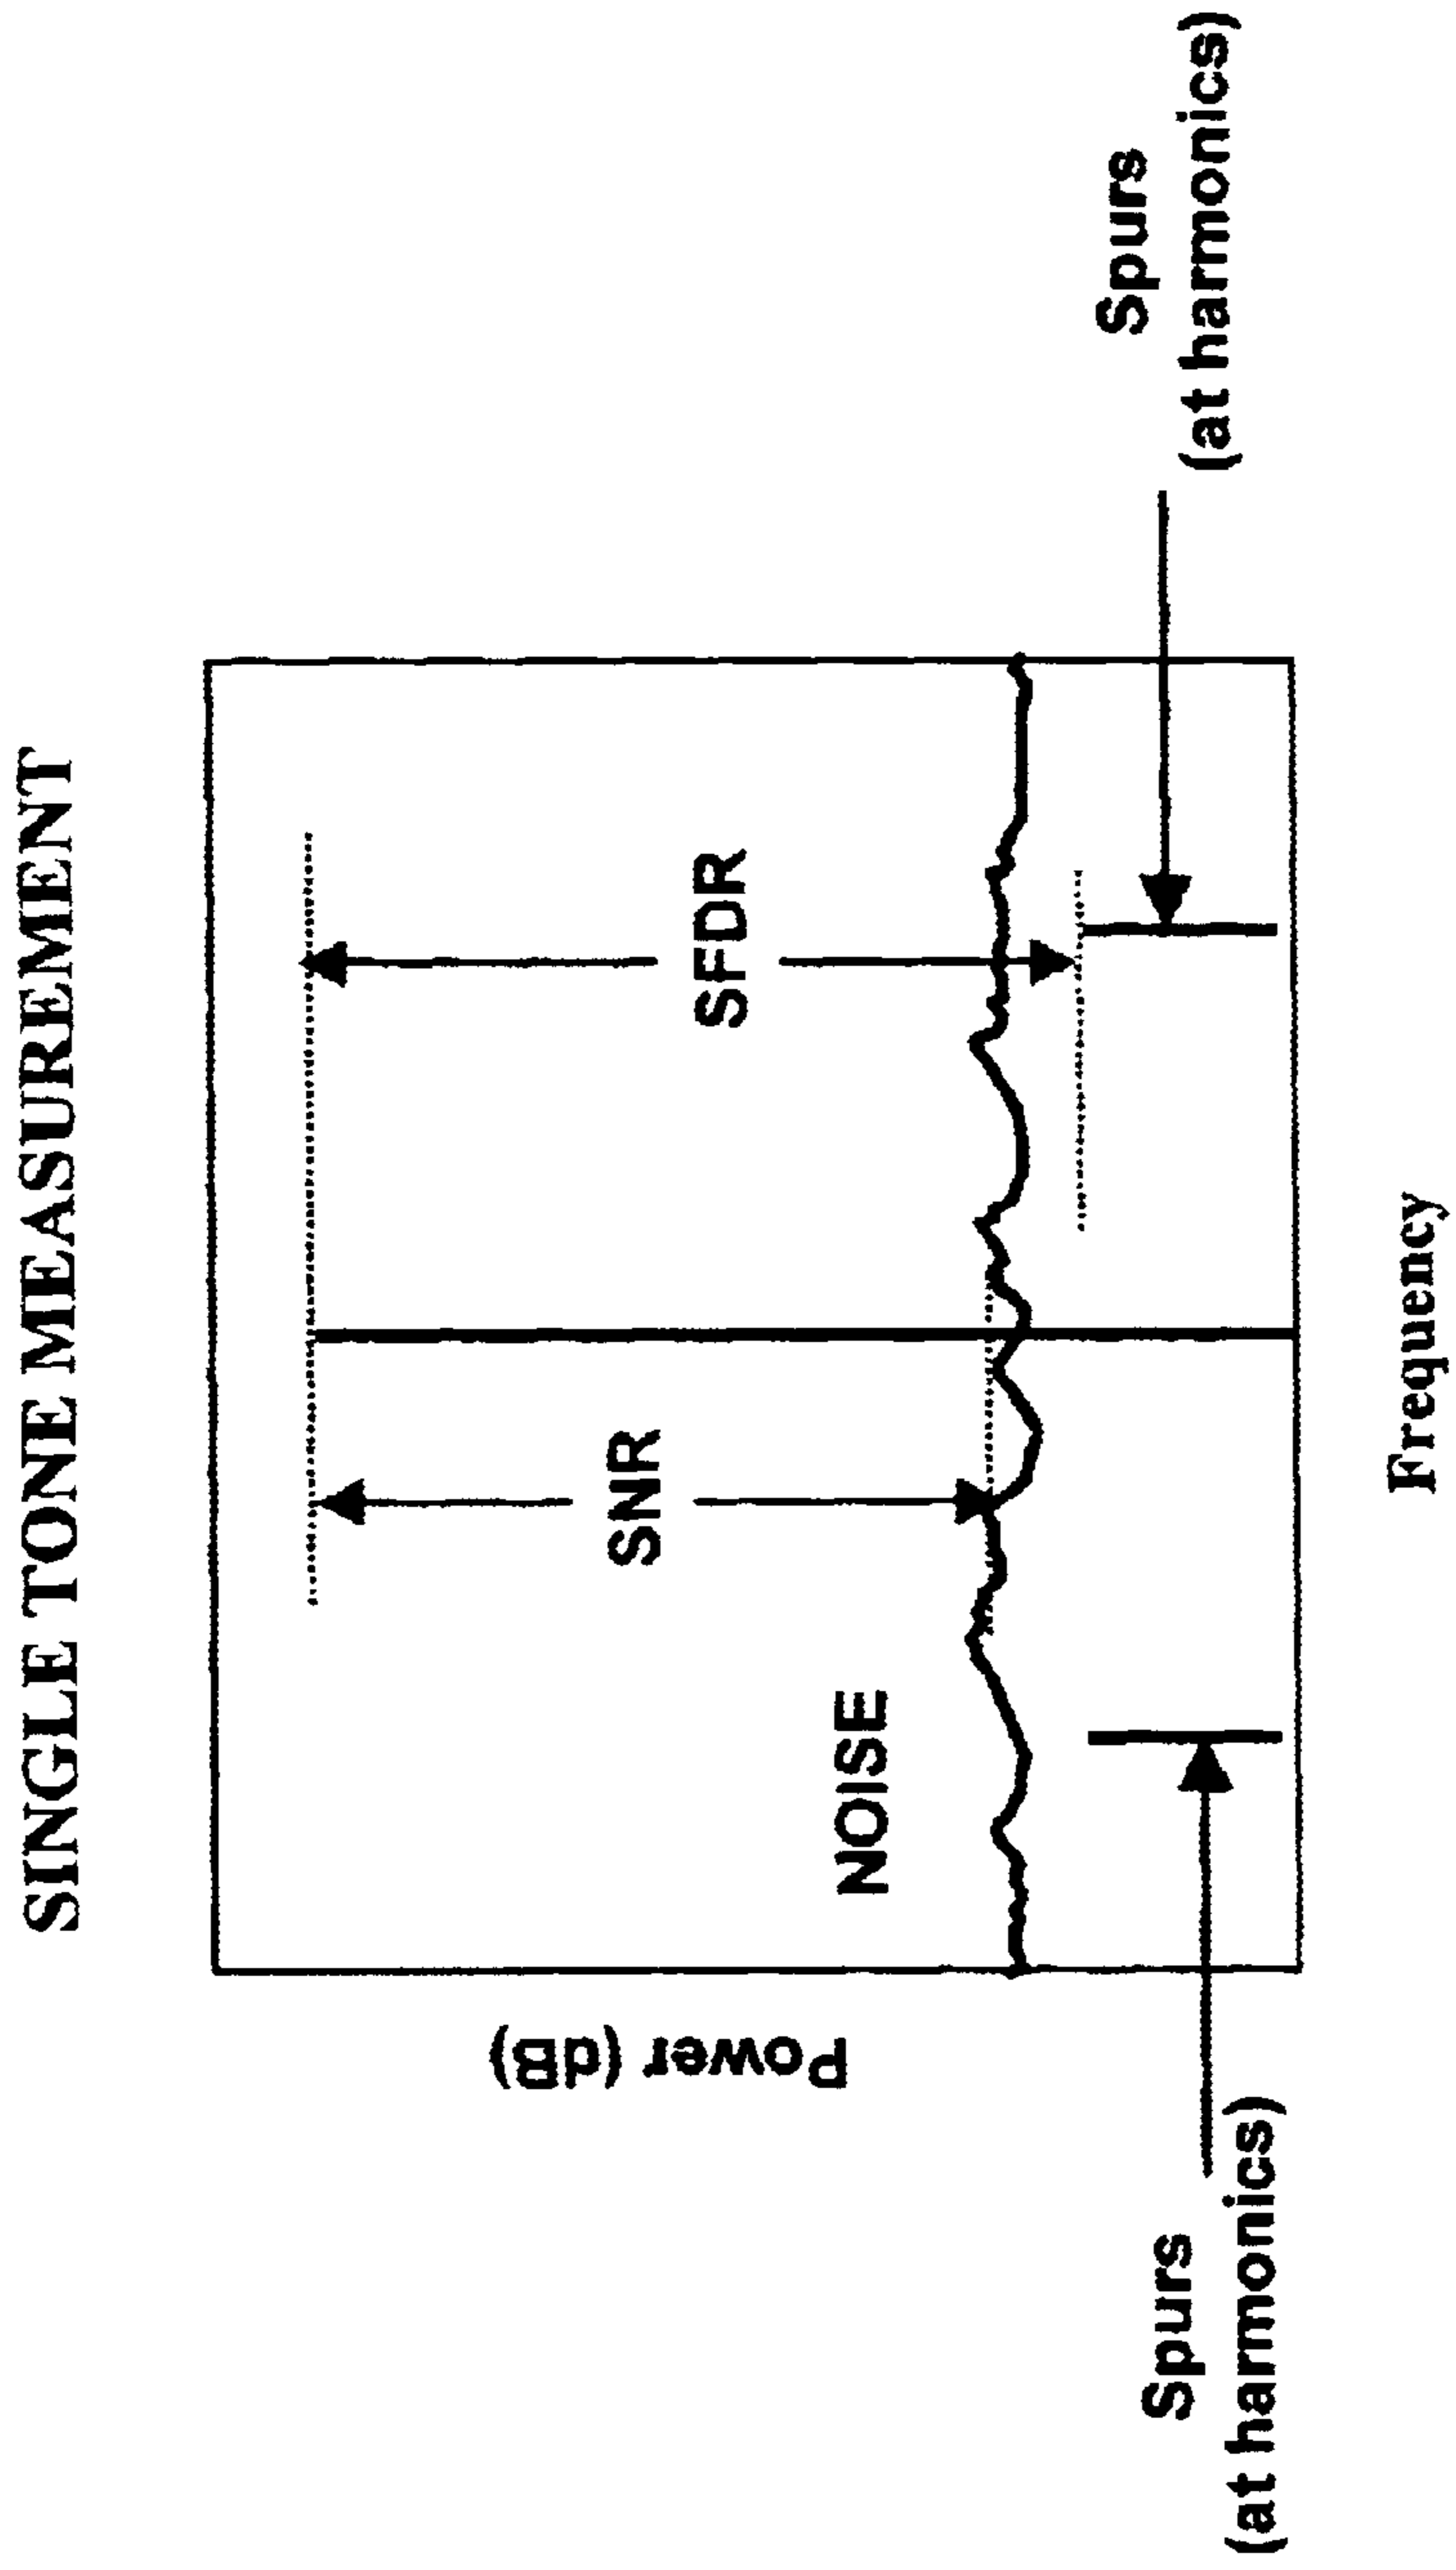 SINGLE TONE MEASUREMENT
Power (dB)
SNR
SFDR
NOISE
Spurs
(at harmonics)
Spurs
(at harmonics)
Frequency